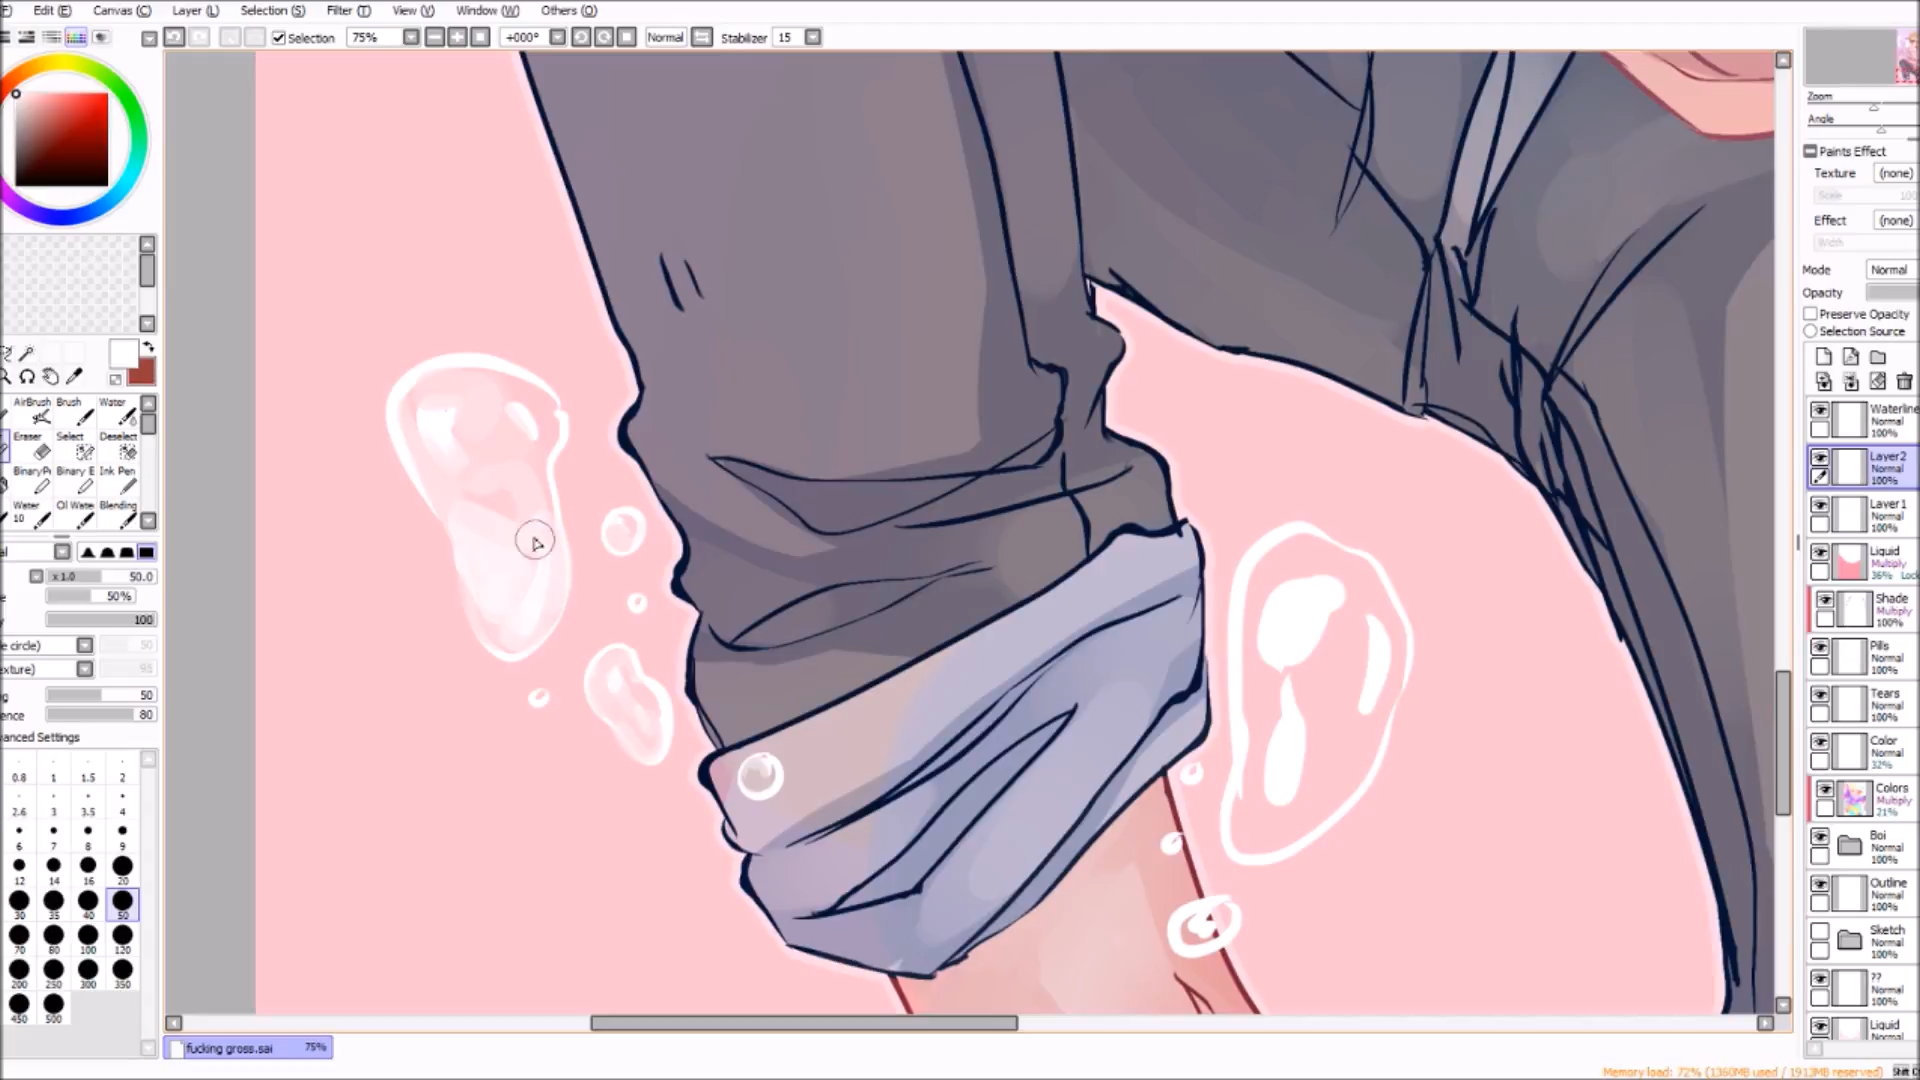 Edit (E) Canvas (C) Layer (L) Selection (S) Filter (T) View (V) Window (W) Others (O)
Selection 75% +000° Normal Stabilizer 15
Zoom
Angle
Paints Effect
Texture (none)
Scale 100
Effect (none)
Width
Mode Normal
Opacity
Preserve Opacity
Selection Source
AirBrush Brush Water
Eraser Select Deselect
BinaryPe Binary E Ink Pen
Water Oil Wate Blending
10
x 1.0 50.0
50%
100
e circle) 50
exture) 95
50
ence 80
vanced Settings
0.8 1 1.5 2
2.6 3 3.5 4
6 7 8 9
12 14 16 20
30 35 40 50
70 80 100 120
200 250 300 350
450 500
Waterline
Normal
100%
Layer2
Normal
100%
Layer1
Normal
100%
Liquid
Multiply
36% Lock
Shade
Multiply
100%
Pills
Normal
100%
Tears
Normal
100%
Color
Normal
32%
Colors
Multiply
21%
Boi
Normal
100%
Outline
Normal
100%
Sketch
Normal
100%
??
Normal
100%
Liquid
Normal
fucking gross.sai 75%
Memory load: 72% (1360MB used / 1913MB reserved) Shift